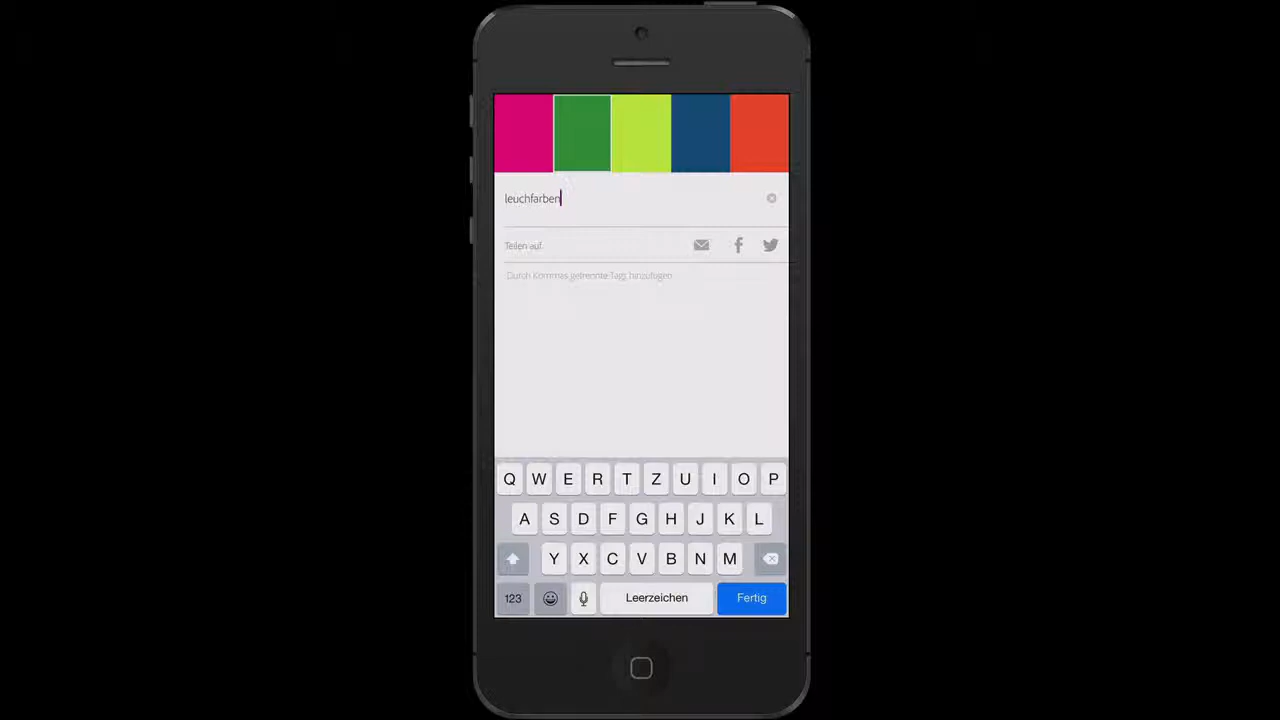 leuchfarben
Teilen auf:
Durch Kommas getrennte Tags hinzufügen
Q W E R T Z U I O P
A S D F G H J K L
Y X C V B N M
123 Leerzeichen Fertig